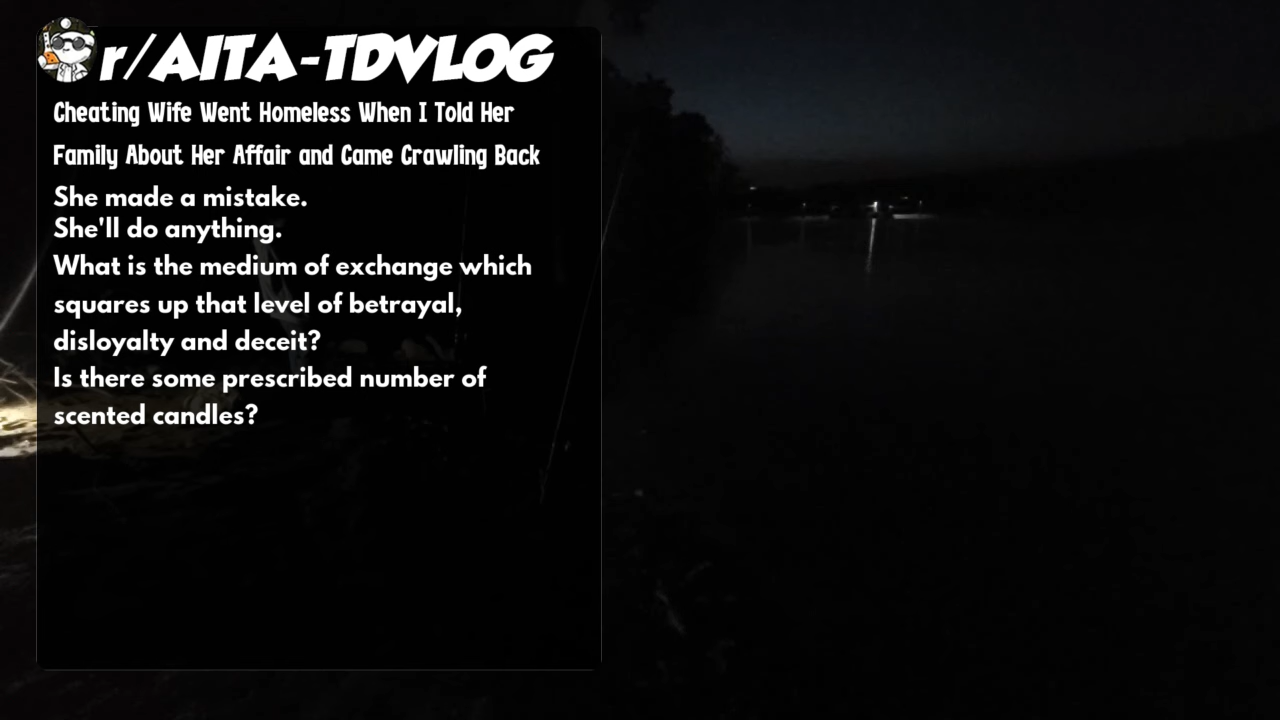 r/AITA-TDVLOG
Cheating Wife Went Homeless When I Told Her
Family About Her Affair and Came Crawling Back
She made a mistake.
She'll do anything.
What is the medium of exchange which
squares up that level of betrayal,
disloyalty and deceit?
Is there some prescribed number of
scented candles?